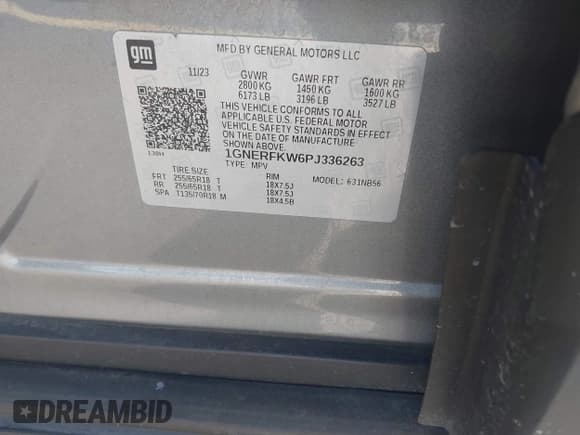 gm
MFD BY GENERAL MOTORS LLC
11/23 GVWR GAWR FRT GAWR RR
2800 KG 1450 KG 1600 KG
6173 LB 3196 LB 3527 LB
THIS VEHICLE CONFORMS TO ALL
APPLICABLE U.S. FEDERAL MOTOR
VEHICLE SAFETY STANDARDS IN EFFECT
ON THE DATE OF MANUFACTURE
SHOWN ABOVE.
1GNERFKW6PJ336263
TYPE: MPV
TIRE SIZE RIM MODEL: 631NB56
FRT 255/65R18 T 18X7.5J
RR 255/65R18 T 18X7.5J
SPA T135/70R18 M 18X4.5B
DREAMBID